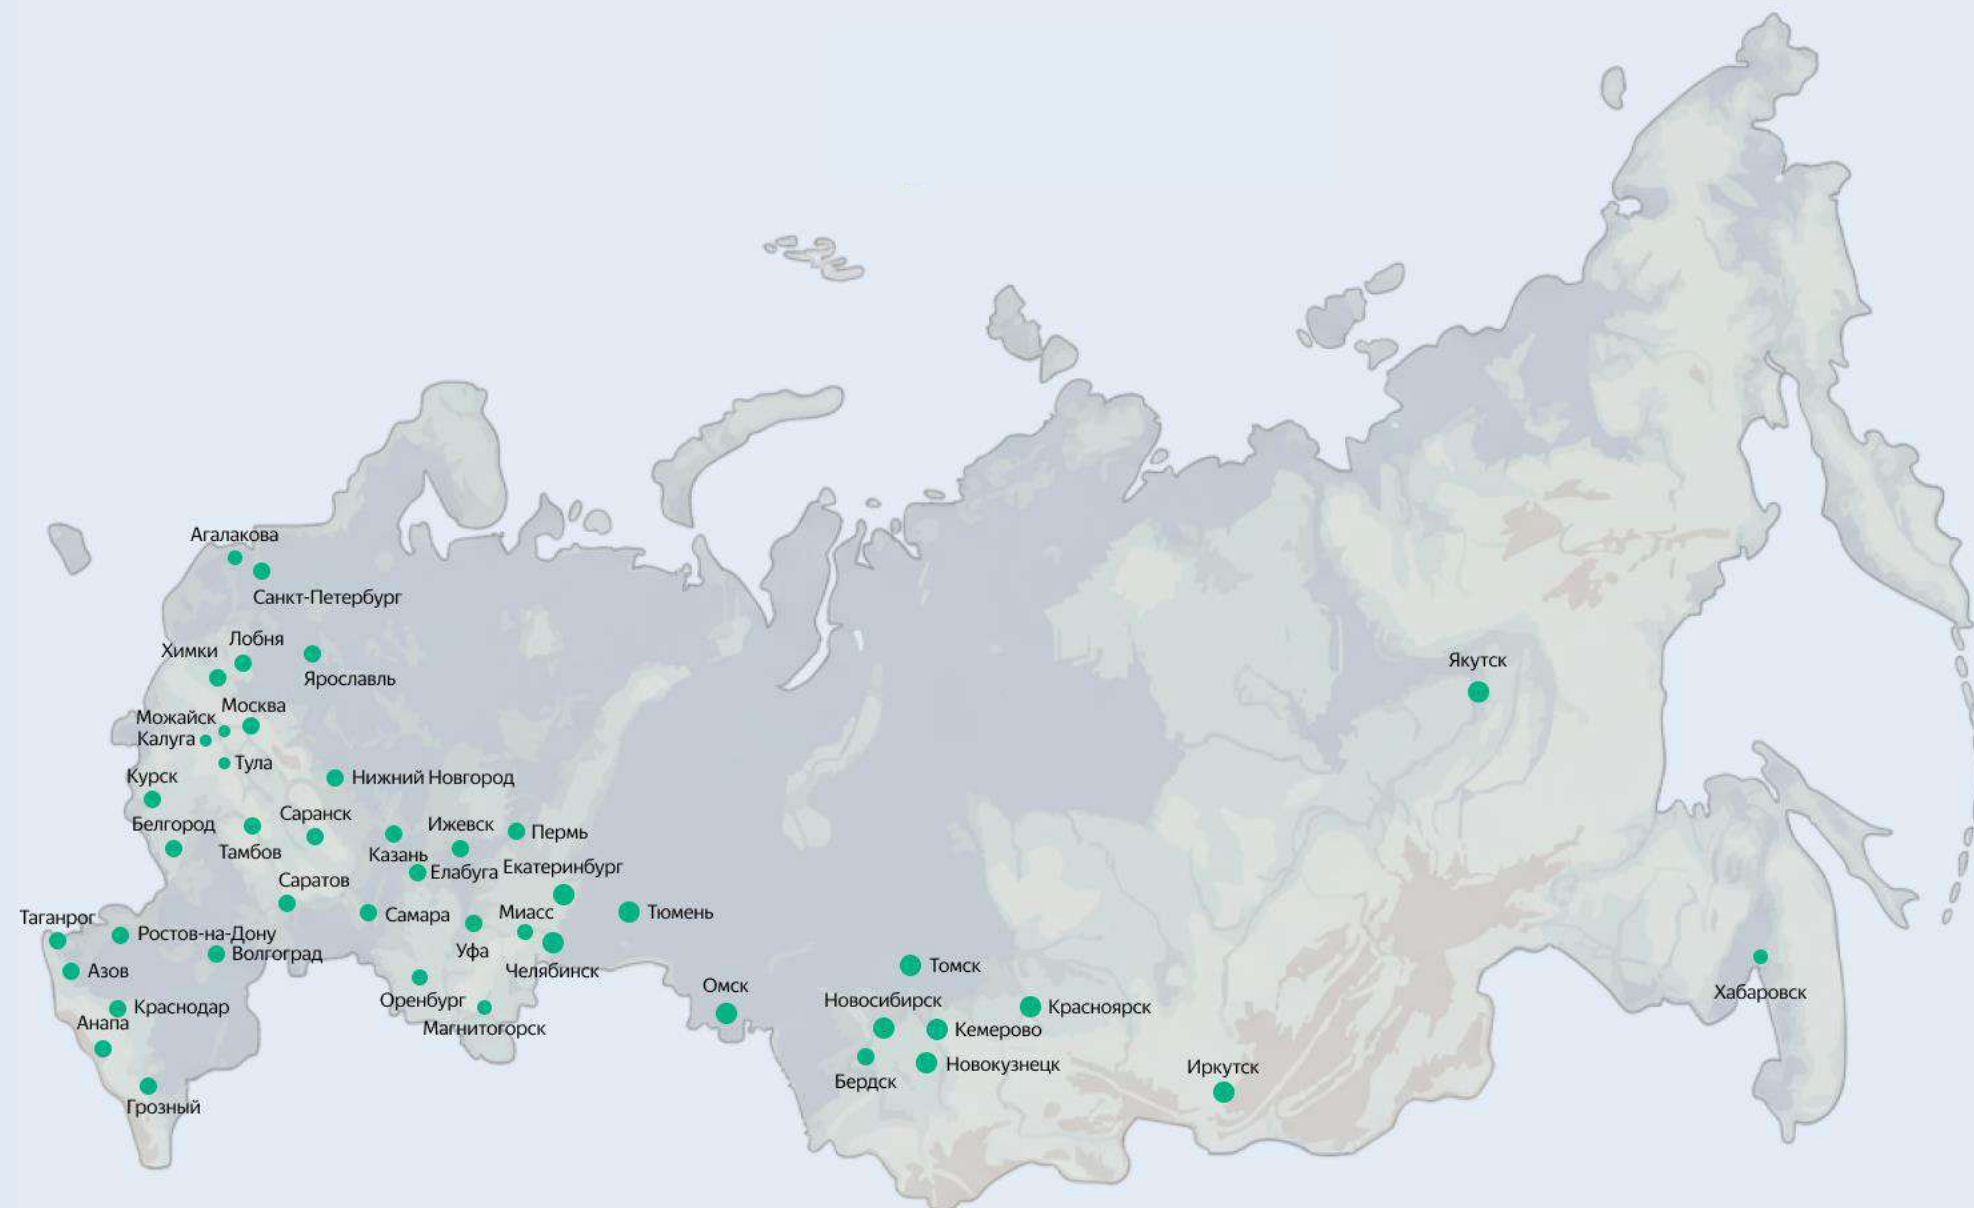 Агалакова
Санкт-Петербург
Лобня
Химки
Ярославль
Якутск
Москва
Можайск
Калуга
Тула
Курск
Нижний Новгород
Саранск
Белгород
Ижевск
Пермь
Тамбов
Казань
Екатеринбург
Елабуга
Саратов
Таганрог
Самара
Миасс
Тюмень
Ростов-на-Дону
Волгоград
Уфа
Азов
Челябинск
Томск
Омск
Хабаровск
Оренбург
Новосибирск
Краснодар
Красноярск
Анапа
Магнитогорск
Кемерово
Новокузнецк
Иркутск
Бердск
Грозный